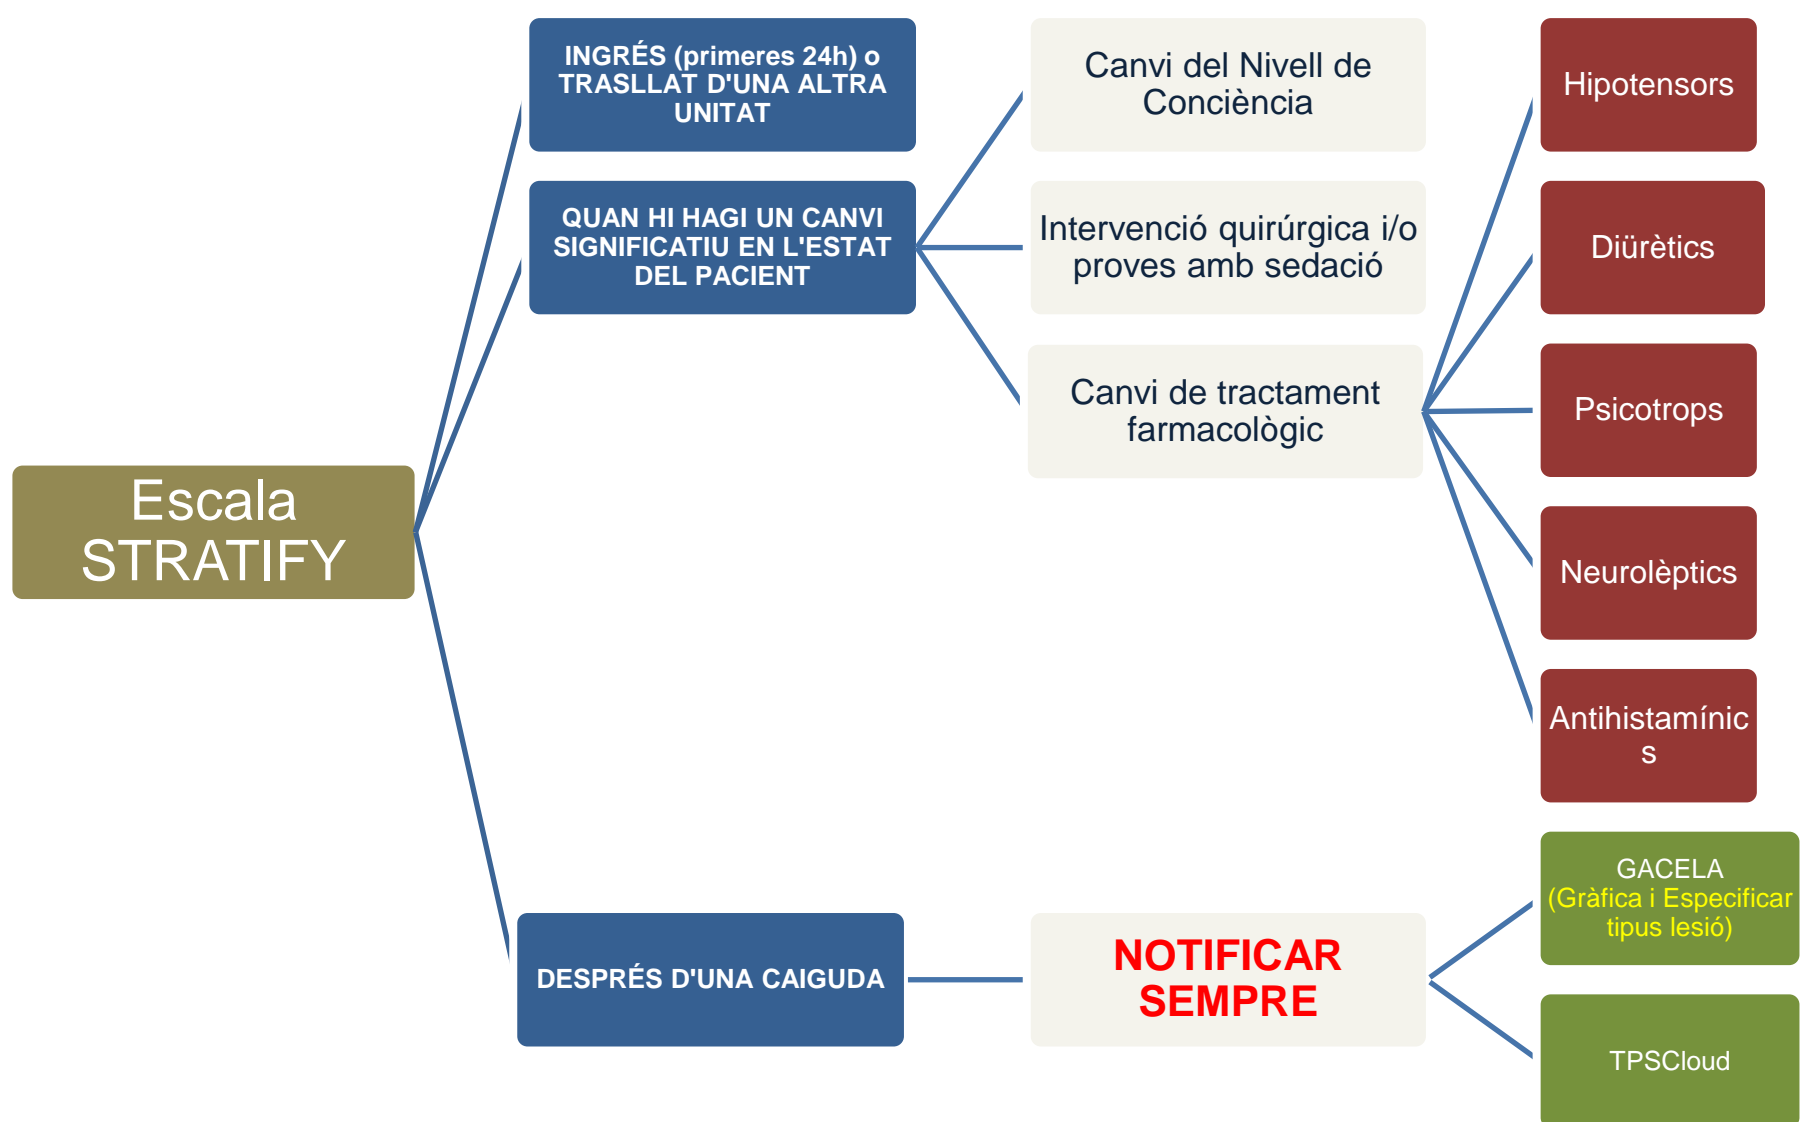 Escala
STRATIFY
INGRÉS (primeres 24h) o
TRASLLAT D'UNA ALTRA
UNITAT
QUAN HI HAGI UN CANVI
SIGNIFICATIU EN L'ESTAT
DEL PACIENT
Canvi del Nivell de
Conciència
Intervenció quirúrgica i/o
proves amb sedació
Canvi de tractament
farmacològic
Hipotensors
Diürètics
Psicotrops
Neurolèptics
Antihistamínic
s
DESPRÉS D'UNA CAIGUDA
NOTIFICAR
SEMPRE
GACELA
(Gràfica i Especificar
tipus lesió)
TPSCloud